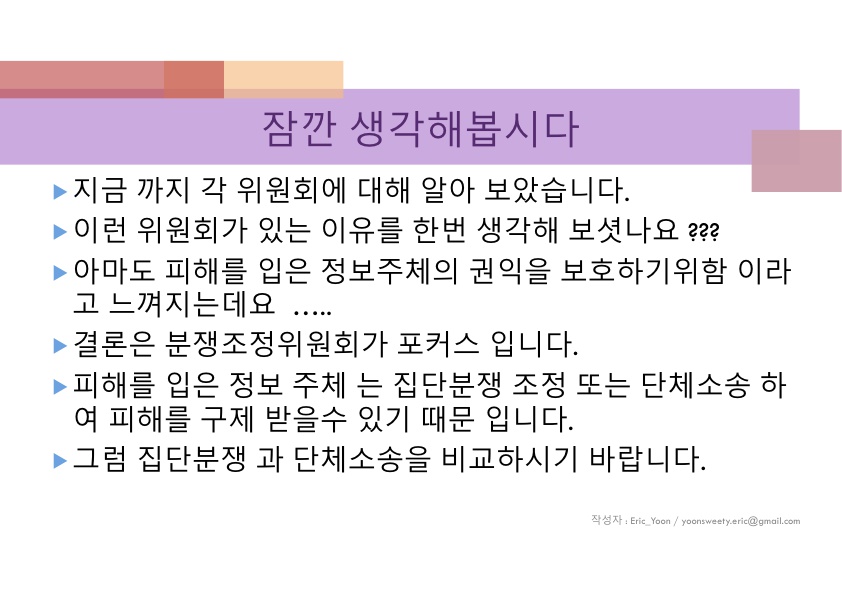 잠깐 생각해봅시다
지금 까지 각 위원회에 대해 알아 보았습니다.
이런 위원회가 있는 이유를 한번 생각해 보셧나요 ???
아마도 피해를 입은 정보주체의 권익을 보호하기위함 이라
고 느껴지는데요 …..
결론은 분쟁조정위원회가 포커스 입니다.
피해를 입은 정보 주체 는 집단분쟁 조정 또는 단체소송 하
여 피해를 구제 받을수 있기 때문 입니다.
그럼 집단분쟁 과 단체소송을 비교하시기 바랍니다.
작성자 : Eric_Yoon / yoonsweety.eric@gmail.com